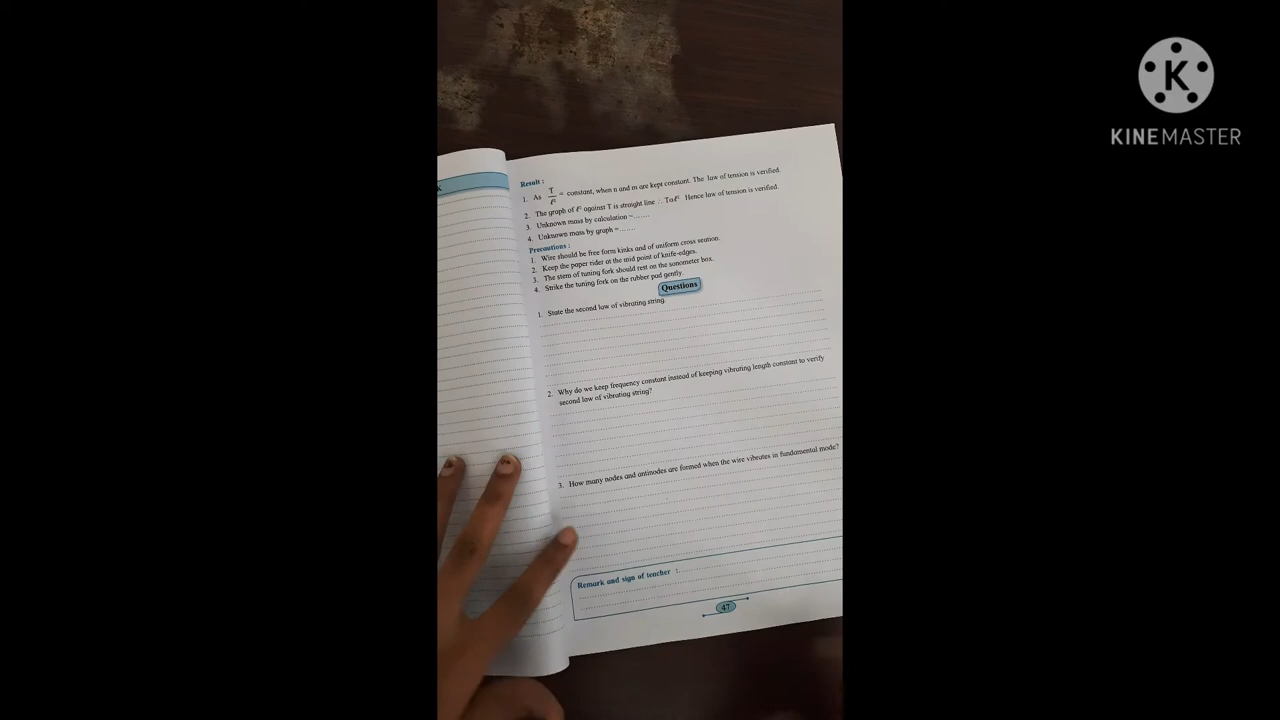 K
Result :
1. As T/ℓ² = constant, when n and m are kept constant. The law of tension is verified.
2. The graph of ℓ² against T is straight line ∴ Tαℓ² Hence law of tension is verified.
3. Unknown mass by calculation =.......
4. Unknown mass by graph =.......
Precautions :
1. Wire should be free form kinks and of uniform cross seation.
2. Keep the paper rider at the mid point of knife-edges.
3. The stem of tuning fork should rest on the sonometer box.
4. Strike the tuning fork on the rubber pad gently.
Questions
1. State the second law of vibrating string.
2. Why do we keep frequency constant instead of keeping vibrating length constant to verify
second law of vibrating string?
3. How many nodes and antinodes are formed when the wire vibrates in fundamental mode?
Remark and sign of teacher :
47
K
KINEMASTER